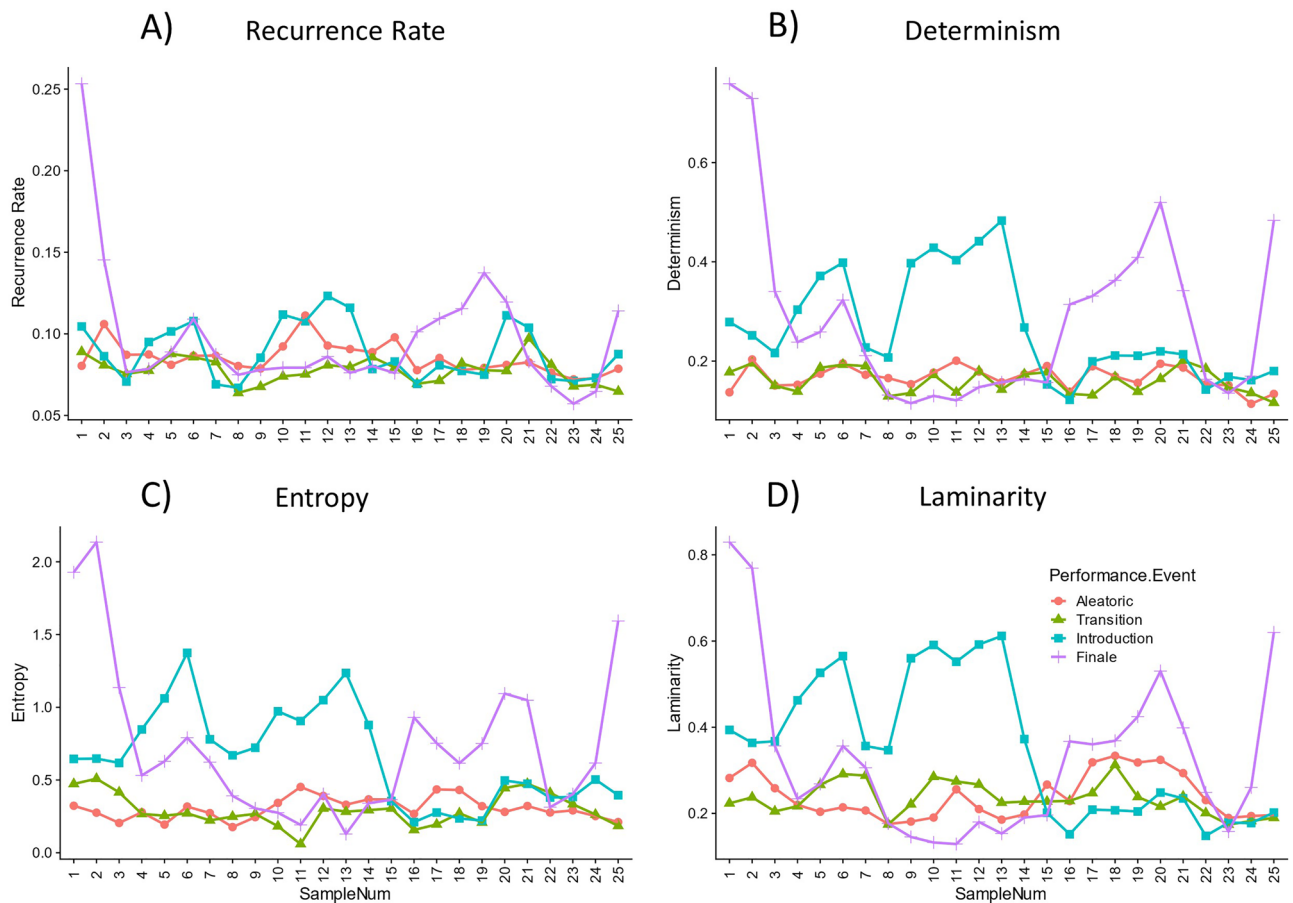 A) Recurrence Rate
Recurrence Rate
0.25
0.20
0.15
0.10
0.05
1 2 3 4 5 6 7 8 9 10 11 12 13 14 15 16 17 18 19 20 21 22 23 24 25
B) Determinism
Determinism
0.6
0.4
0.2
1 2 3 4 5 6 7 8 9 10 11 12 13 14 15 16 17 18 19 20 21 22 23 24 25
C) Entropy
Entropy
2.0
1.5
1.0
0.5
0.0
1 2 3 4 5 6 7 8 9 10 11 12 13 14 15 16 17 18 19 20 21 22 23 24 25
SampleNum
D) Laminarity
Laminarity
0.8
0.6
0.4
0.2
Performance.Event
Aleatoric
Transition
Introduction
Finale
1 2 3 4 5 6 7 8 9 10 11 12 13 14 15 16 17 18 19 20 21 22 23 24 25
SampleNum